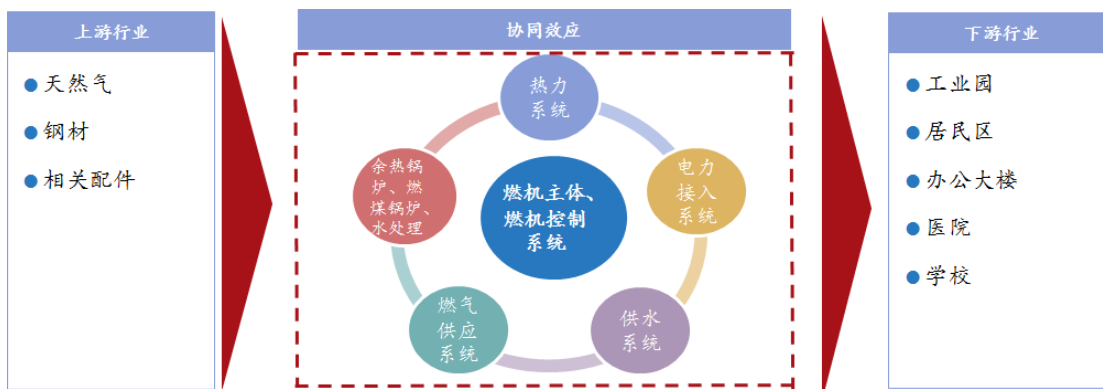 上游行业
天然气
钢材
相关配件
协同效应
热力
系统
电力
接入
系统
供水
系统
燃气
供应
系统
余热锅
炉、燃
煤锅炉、
水处理
燃机主体、
燃机控制
系统
下游行业
工业园
居民区
办公大楼
医院
学校